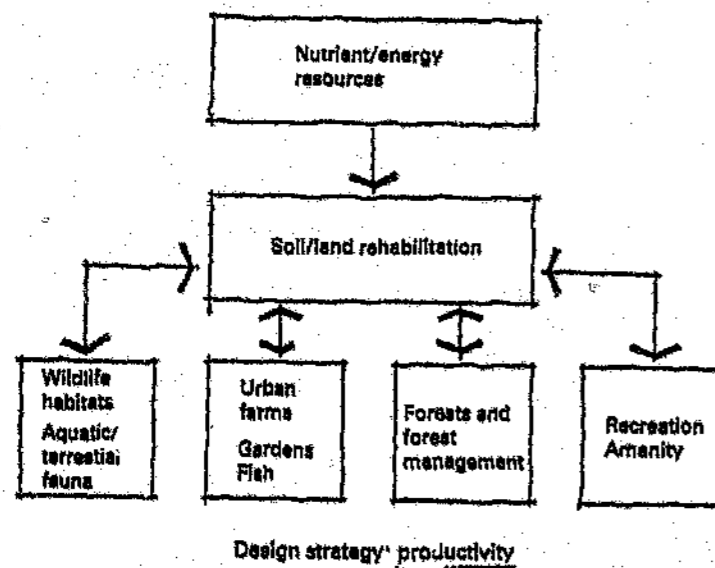 Nutrient/energy
resources
Soil/land rehabilitation
Wildlife
habitats
Aquatic/
terrestial
fauna
Urban
farms
Gardens
Fish
Forests and
forest
management
Recreation
Amanity
Design strategy: productivity